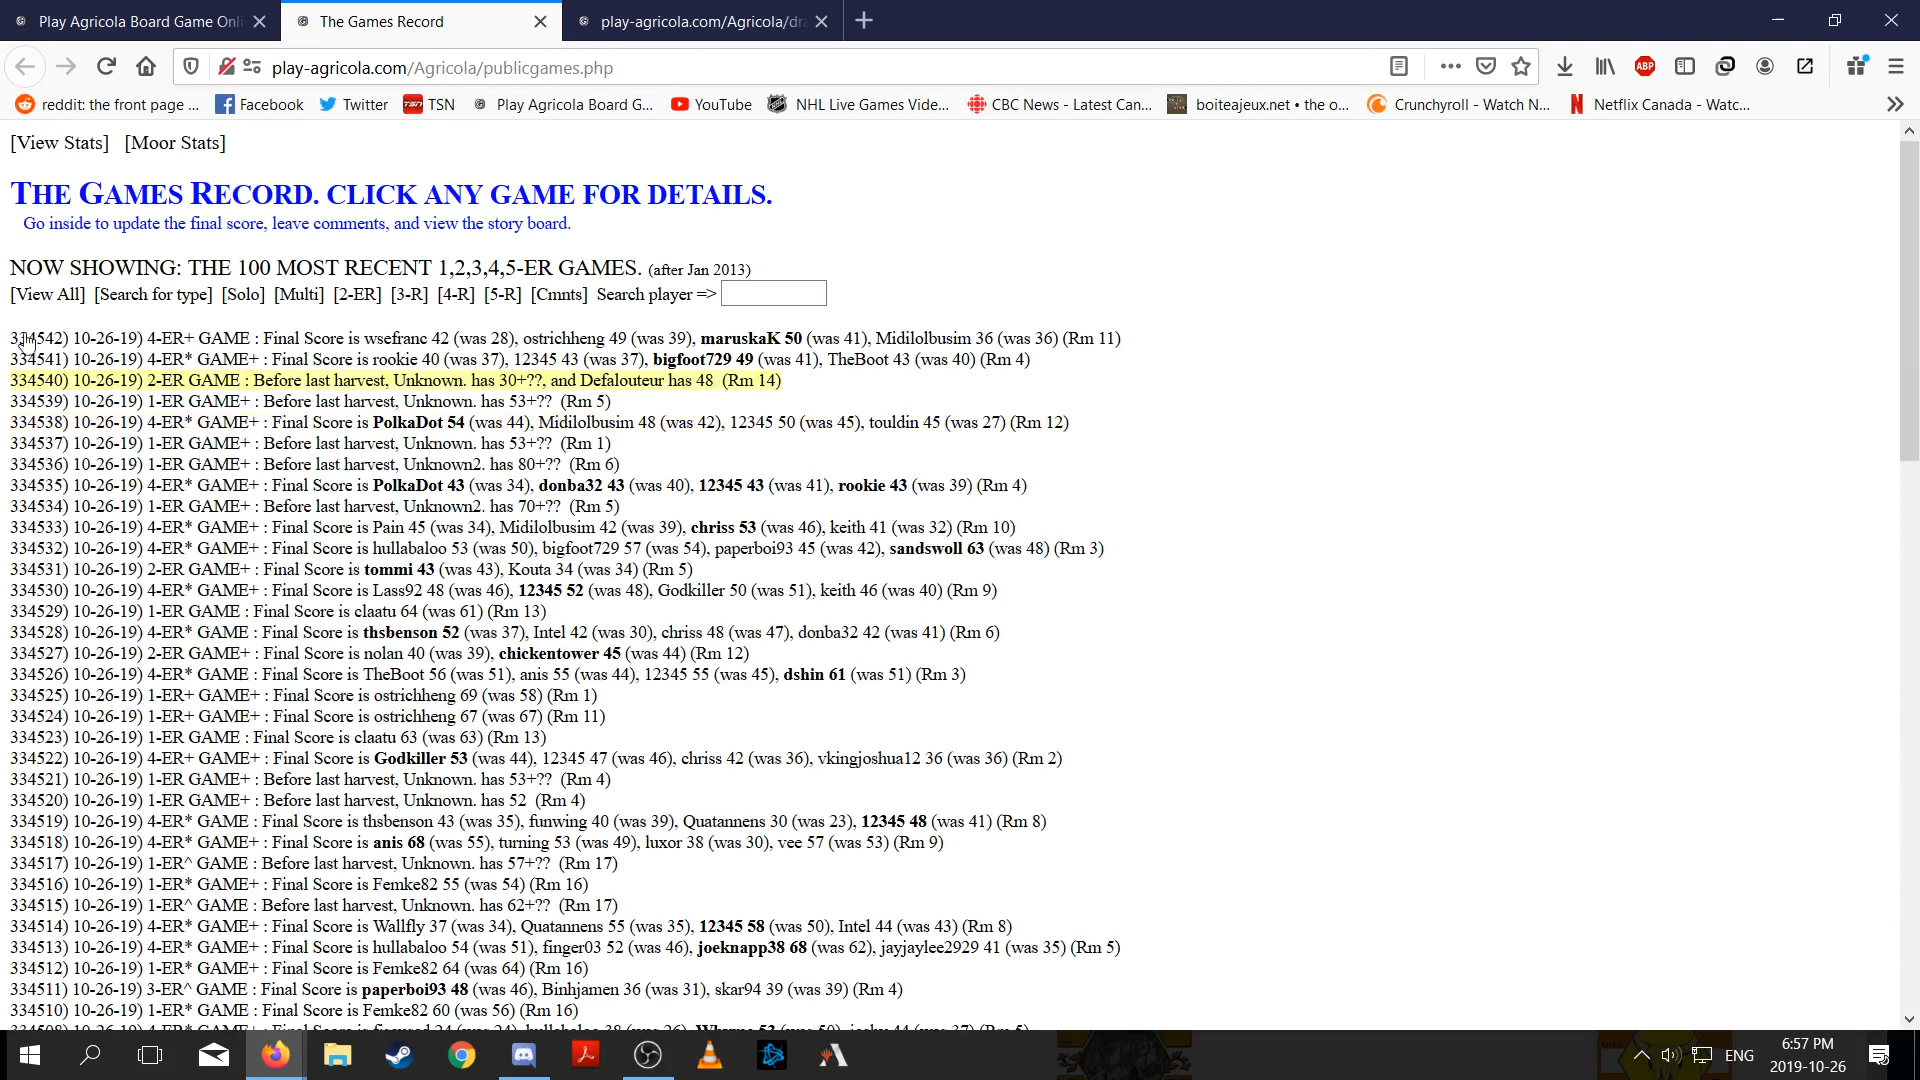 Play Agricola Board Game Onli
The Games Record
play-agricola.com/Agricola/dra
play-agricola.com/Agricola/publicgames.php
reddit: the front page ...
Facebook
Twitter
TSN
Play Agricola Board G...
YouTube
NHL Live Games Vide...
CBC News - Latest Can...
boiteajeux.net • the o...
Crunchyroll - Watch N...
Netflix Canada - Watc...
[View Stats] [Moor Stats]
THE GAMES RECORD. CLICK ANY GAME FOR DETAILS.
Go inside to update the final score, leave comments, and view the story board.
NOW SHOWING: THE 100 MOST RECENT 1,2,3,4,5-ER GAMES. (after Jan 2013)
[View All] [Search for type] [Solo] [Multi] [2-ER] [3-R] [4-R] [5-R] [Cmnts] Search player =>
334542) 10-26-19) 4-ER+ GAME : Final Score is wsefranc 42 (was 28), ostrichheng 49 (was 39), maruskaK 50 (was 41), Midilolbusim 36 (was 36) (Rm 11)
334541) 10-26-19) 4-ER* GAME+ : Final Score is rookie 40 (was 37), 12345 43 (was 37), bigfoot729 49 (was 41), TheBoot 43 (was 40) (Rm 4)
334540) 10-26-19) 2-ER GAME : Before last harvest, Unknown. has 30+??, and Defalouteur has 48 (Rm 14)
334539) 10-26-19) 1-ER GAME+ : Before last harvest, Unknown. has 53+?? (Rm 5)
334538) 10-26-19) 4-ER* GAME+ : Final Score is PolkaDot 54 (was 44), Midilolbusim 48 (was 42), 12345 50 (was 45), touldin 45 (was 27) (Rm 12)
334537) 10-26-19) 1-ER GAME+ : Before last harvest, Unknown. has 53+?? (Rm 1)
334536) 10-26-19) 1-ER GAME+ : Before last harvest, Unknown2. has 80+?? (Rm 6)
334535) 10-26-19) 4-ER* GAME+ : Final Score is PolkaDot 43 (was 34), donba32 43 (was 40), 12345 43 (was 41), rookie 43 (was 39) (Rm 4)
334534) 10-26-19) 1-ER GAME+ : Before last harvest, Unknown2. has 70+?? (Rm 5)
334533) 10-26-19) 4-ER* GAME+ : Final Score is Pain 45 (was 34), Midilolbusim 42 (was 39), chriss 53 (was 46), keith 41 (was 32) (Rm 10)
334532) 10-26-19) 4-ER* GAME+ : Final Score is hullabaloo 53 (was 50), bigfoot729 57 (was 54), paperboi93 45 (was 42), sandswoll 63 (was 48) (Rm 3)
334531) 10-26-19) 2-ER GAME+ : Final Score is tommi 43 (was 43), Kouta 34 (was 34) (Rm 5)
334530) 10-26-19) 4-ER* GAME+ : Final Score is Lass92 48 (was 46), 12345 52 (was 48), Godkiller 50 (was 51), keith 46 (was 40) (Rm 9)
334529) 10-26-19) 1-ER GAME : Final Score is claatu 64 (was 61) (Rm 13)
334528) 10-26-19) 4-ER* GAME : Final Score is thsbenson 52 (was 37), Intel 42 (was 30), chriss 48 (was 47), donba32 42 (was 41) (Rm 6)
334527) 10-26-19) 2-ER GAME+ : Final Score is nolan 40 (was 39), chickentower 45 (was 44) (Rm 12)
334526) 10-26-19) 4-ER* GAME : Final Score is TheBoot 56 (was 51), anis 55 (was 44), 12345 55 (was 45), dshin 61 (was 51) (Rm 3)
334525) 10-26-19) 1-ER+ GAME+ : Final Score is ostrichheng 69 (was 58) (Rm 1)
334524) 10-26-19) 1-ER+ GAME+ : Final Score is ostrichheng 67 (was 67) (Rm 11)
334523) 10-26-19) 1-ER GAME : Final Score is claatu 63 (was 63) (Rm 13)
334522) 10-26-19) 4-ER+ GAME+ : Final Score is Godkiller 53 (was 44), 12345 47 (was 46), chriss 42 (was 36), vkingjoshua12 36 (was 36) (Rm 2)
334521) 10-26-19) 1-ER GAME+ : Before last harvest, Unknown. has 53+?? (Rm 4)
334520) 10-26-19) 1-ER GAME+ : Before last harvest, Unknown. has 52 (Rm 4)
334519) 10-26-19) 4-ER* GAME : Final Score is thsbenson 43 (was 35), funwing 40 (was 39), Quatannens 30 (was 23), 12345 48 (was 41) (Rm 8)
334518) 10-26-19) 4-ER* GAME+ : Final Score is anis 68 (was 55), turning 53 (was 49), luxor 38 (was 30), vee 57 (was 53) (Rm 9)
334517) 10-26-19) 1-ER^ GAME : Before last harvest, Unknown. has 57+?? (Rm 17)
334516) 10-26-19) 1-ER* GAME+ : Final Score is Femke82 55 (was 54) (Rm 16)
334515) 10-26-19) 1-ER^ GAME : Before last harvest, Unknown. has 62+?? (Rm 17)
334514) 10-26-19) 4-ER* GAME+ : Final Score is Wallfly 37 (was 34), Quatannens 55 (was 35), 12345 58 (was 50), Intel 44 (was 43) (Rm 8)
334513) 10-26-19) 4-ER* GAME+ : Final Score is hullabaloo 54 (was 51), finger03 52 (was 46), joeknapp38 68 (was 62), jayjaylee2929 41 (was 35) (Rm 5)
334512) 10-26-19) 1-ER* GAME+ : Final Score is Femke82 64 (was 64) (Rm 16)
334511) 10-26-19) 3-ER^ GAME : Final Score is paperboi93 48 (was 46), Binhjamen 36 (was 31), skar94 39 (was 39) (Rm 4)
334510) 10-26-19) 1-ER* GAME : Final Score is Femke82 60 (was 56) (Rm 16)
ENG
6:57 PM
2019-10-26